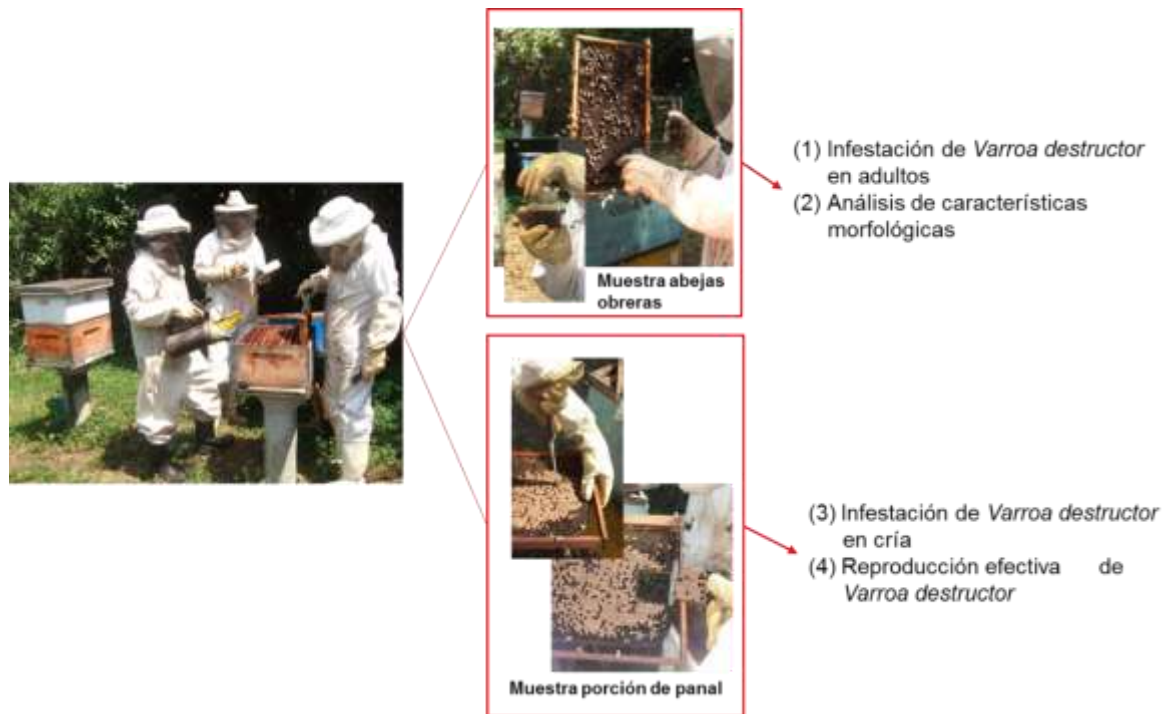 (1) Infestación de Varroa destructor
en adultos
(2) Análisis de características
morfológicas
Muestra abejas
obreras
(3) Infestación de Varroa destructor
en cría
(4) Reproducción efectiva de
Varroa destructor
Muestra porción de panal